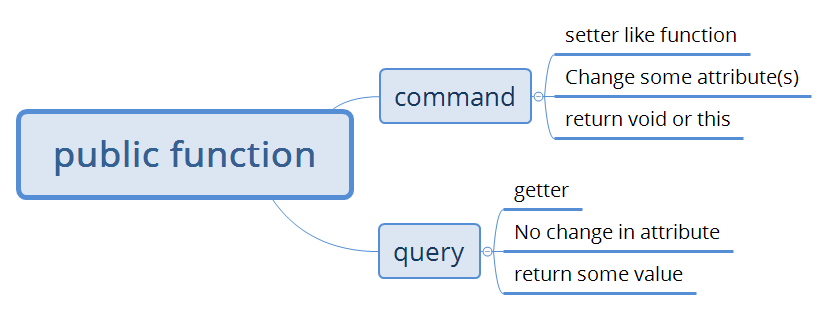 public function
command
setter like function
Change some attribute(s)
return void or this
query
getter
No change in attribute
return some value